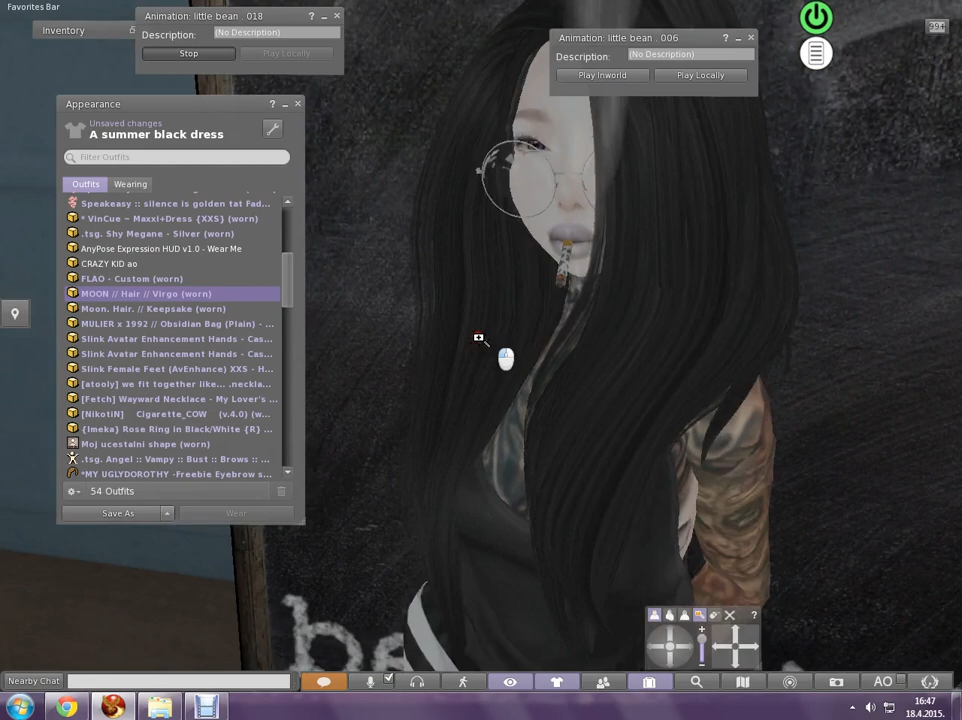 Favorites Bar
Inventory
Animation: little bean . 018
?
Description: (No Description)
Stop Play Locally
Animation: little bean . 006
?
Description: (No Description)
Play Inworld Play Locally
Appearance
?
Unsaved changes
A summer black dress
Filter Outfits
Outfits Wearing
Speakeasy :: silence is golden tat Fad...
* VinCue ~ Maxxi+Dress {XXS} (worn)
.tsg. Shy Megane - Silver (worn)
AnyPose Expression HUD v1.0 - Wear Me
CRAZY KID ao
FLAO - Custom (worn)
MOON // Hair // Virgo (worn)
Moon. Hair. // Keepsake (worn)
MULIER x 1992 // Obsidian Bag (Plain) - ...
Slink Avatar Enhancement Hands - Cas...
Slink Avatar Enhancement Hands - Cas...
Slink Female Feet (AvEnhance) XXS - H...
[atooly] we fit together like... .neckla...
[Fetch] Wayward Necklace - My Lover's ...
[NikotiN] Cigarette_COW (v.4.0) (w...
{Imeka} Rose Ring in Black/White {R} ...
Moj ucestalni shape (worn)
.tsg. Angel :: Vampy :: Bust :: Brows :: ...
*MY UGLYDOROTHY -Freebie Eyebrow s...
54 Outfits
Save As Wear
be
?
Nearby Chat
AO
16:47
18.4.2015.